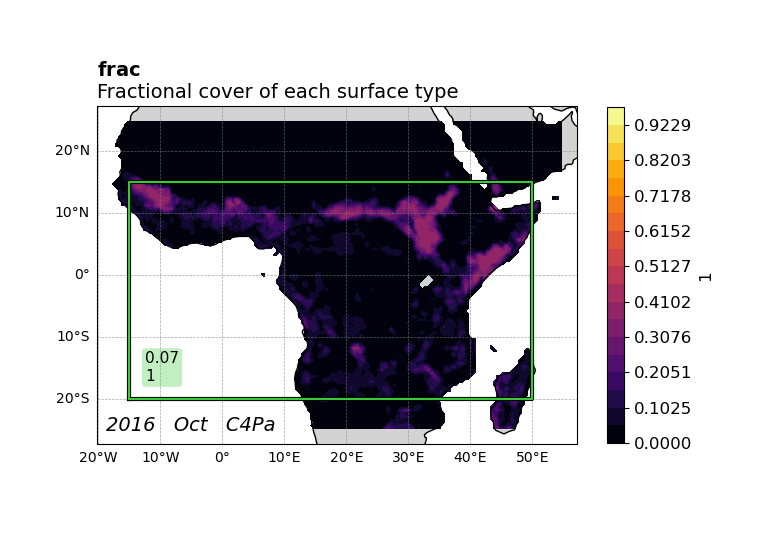 frac
Fractional cover of each surface type
20°N
10°N
0°
10°S
20°S
20°W 10°W 0° 10°E 20°E 30°E 40°E 50°E
0.07
1
2016 Oct C4Pa
0.9229
0.8203
0.7178
0.6152
0.5127
0.4102
0.3076
0.2051
0.1025
0.0000
1